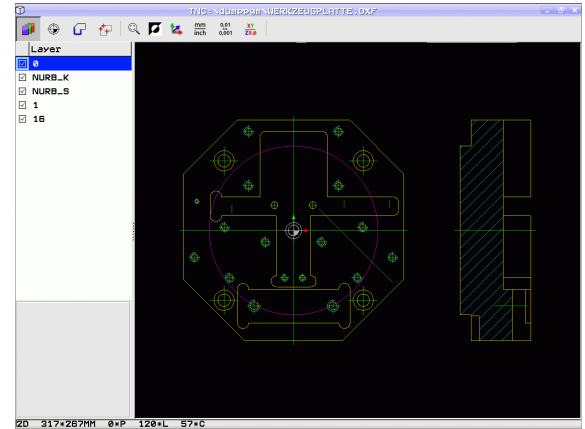 TNC:\dumppgm\WERKZEUGPLATTE.DXF
mm
inch
0,01
0,001
XY
ZXø
Layer
0
NURB_K
NURB_S
1
16
2D 317*267MM 0*P 120*L 57*C